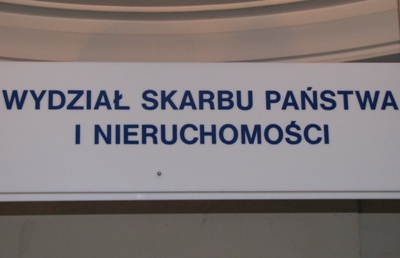 WYDZIAŁ SKARBU PAŃSTWA
I NIERUCHOMOŚCI